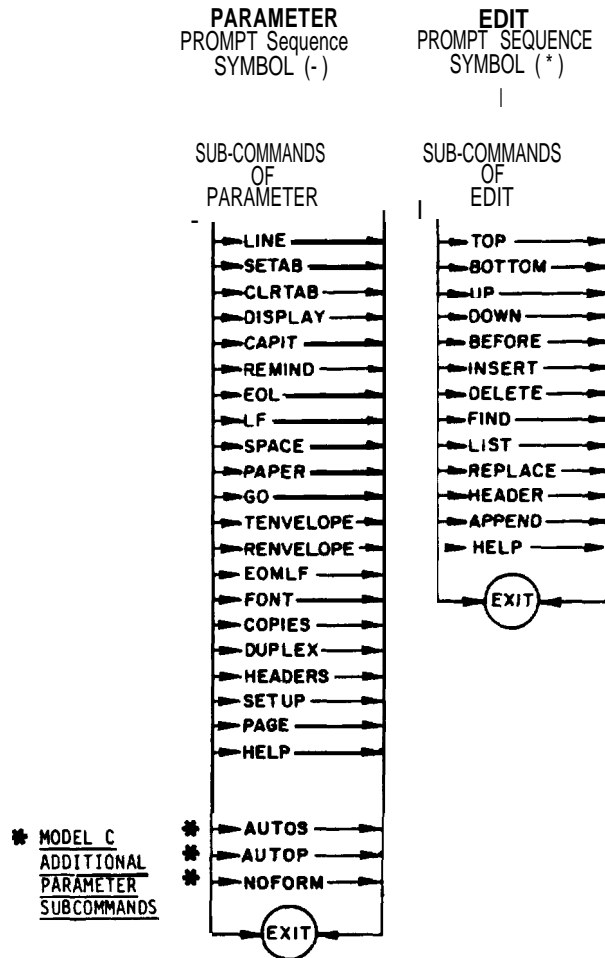 PARAMETER
PROMPT Sequence
SYMBOL (-)
SUB-COMMANDS
OF
PARAMETER
-
LINE
SETAB
CLRTAB
DISPLAY
CAPIT
REMIND
EOL
LF
SPACE
PAPER
GO
TENVELOPE
RENVELOPE
EOMLF
FONT
COPIES
DUPLEX
HEADERS
SETUP
PAGE
HELP
* AUTOS
* AUTOP
* NOFORM
EXIT
* MODEL C
ADDITIONAL
PARAMETER
SUBCOMMANDS
EDIT
PROMPT SEQUENCE
SYMBOL (*)
SUB-COMMANDS
OF
EDIT
TOP
BOTTOM
UP
DOWN
BEFORE
INSERT
DELETE
FIND
LIST
REPLACE
HEADER
APPEND
HELP
EXIT